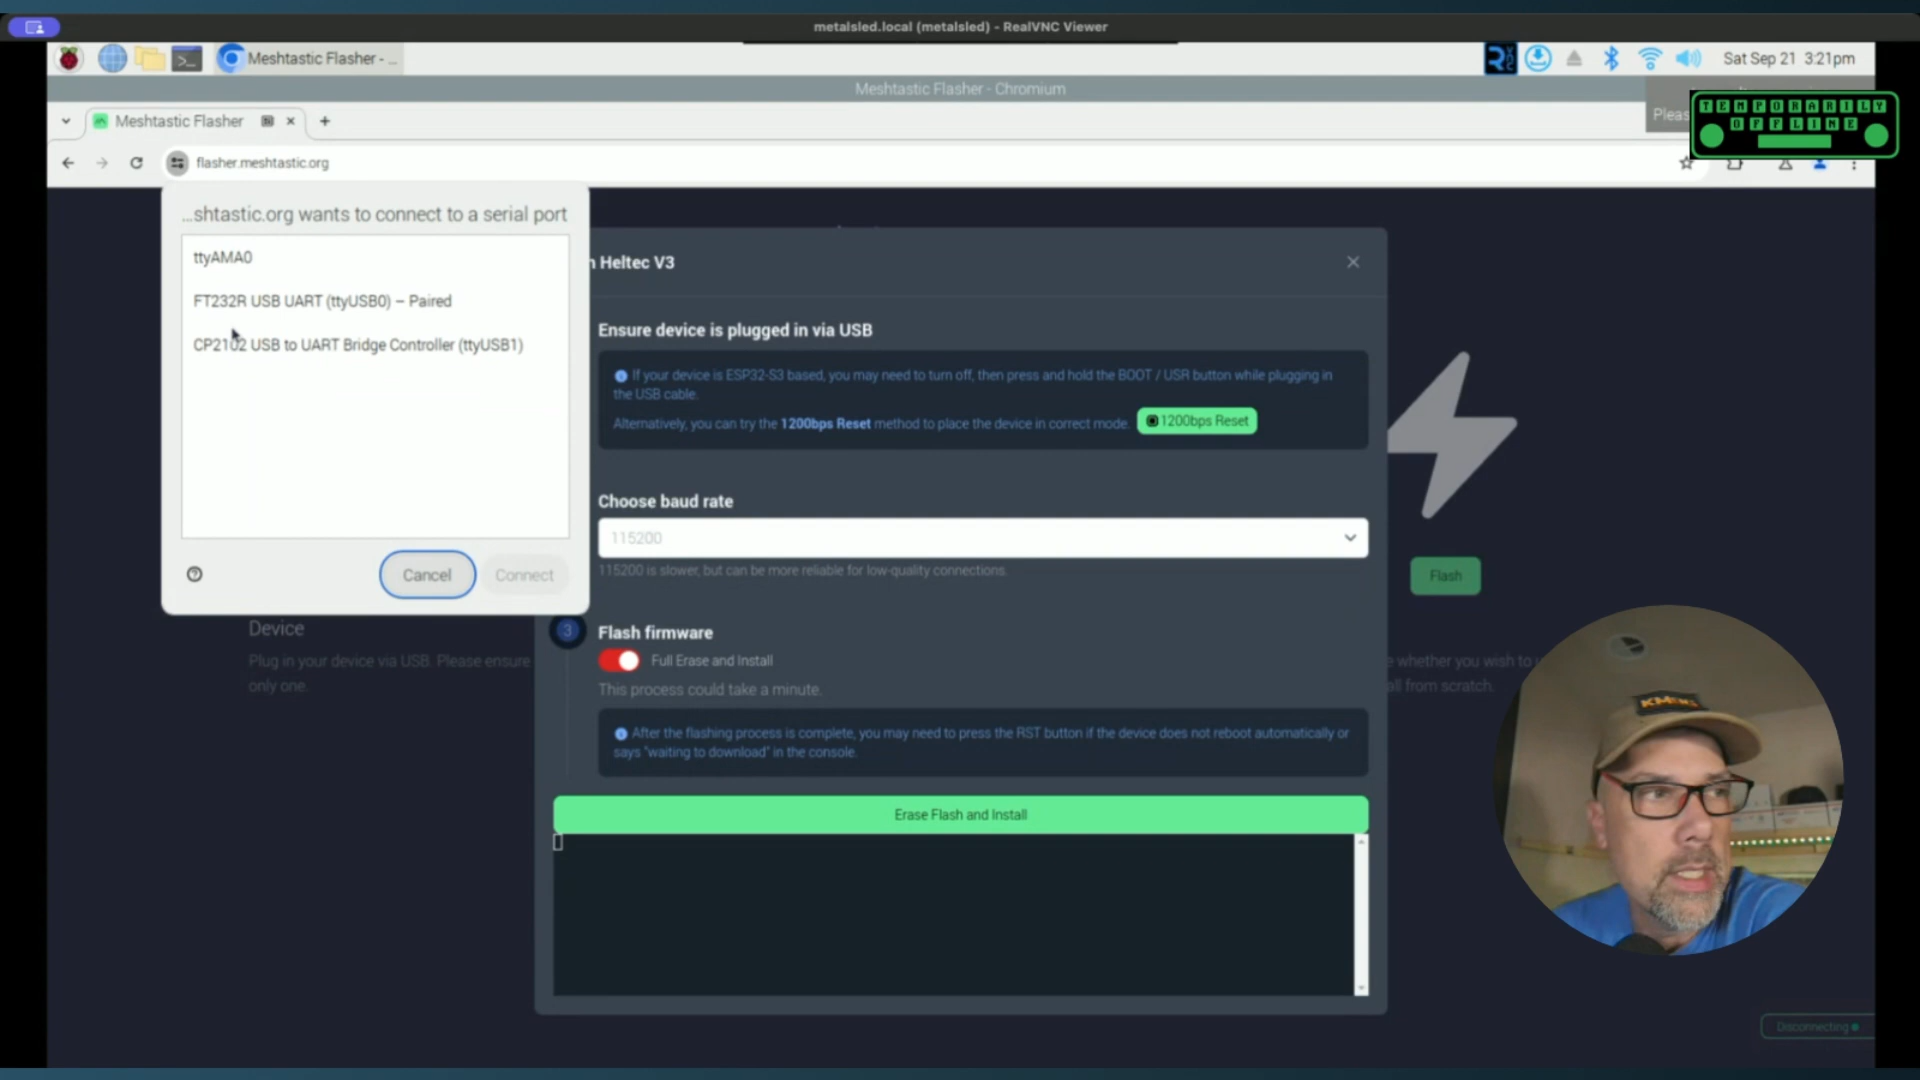 metalsled.local (metalsled) - RealVNC Viewer
Meshtastic Flasher - ...
Sat Sep 21 3:21pm
Meshtastic Flasher - Chromium
Meshtastic Flasher
Pleas
TEMPORARILY
OFFLINE
flasher.meshtastic.org
...shtastic.org wants to connect to a serial port
ttyAMA0
FT232R USB UART (ttyUSB0) – Paired
CP2102 USB to UART Bridge Controller (ttyUSB1)
Cancel
Connect
Heltec V3
Ensure device is plugged in via USB
If your device is ESP32-S3 based, you may need to turn off, then press and hold the BOOT / USR button while plugging in
the USB cable.
Alternatively, you can try the 1200bps Reset method to place the device in correct mode.
1200bps Reset
Choose baud rate
115200
115200 is slower, but can be more reliable for low-quality connections.
Flash
Device
Plug in your device via USB. Please ensure
only one.
3
Flash firmware
Full Erase and Install
This process could take a minute.
After the flashing process is complete, you may need to press the RST button if the device does not reboot automatically or
says "waiting to download" in the console.
e whether you wish to
all from scratch.
Erase Flash and Install
Disconnecting